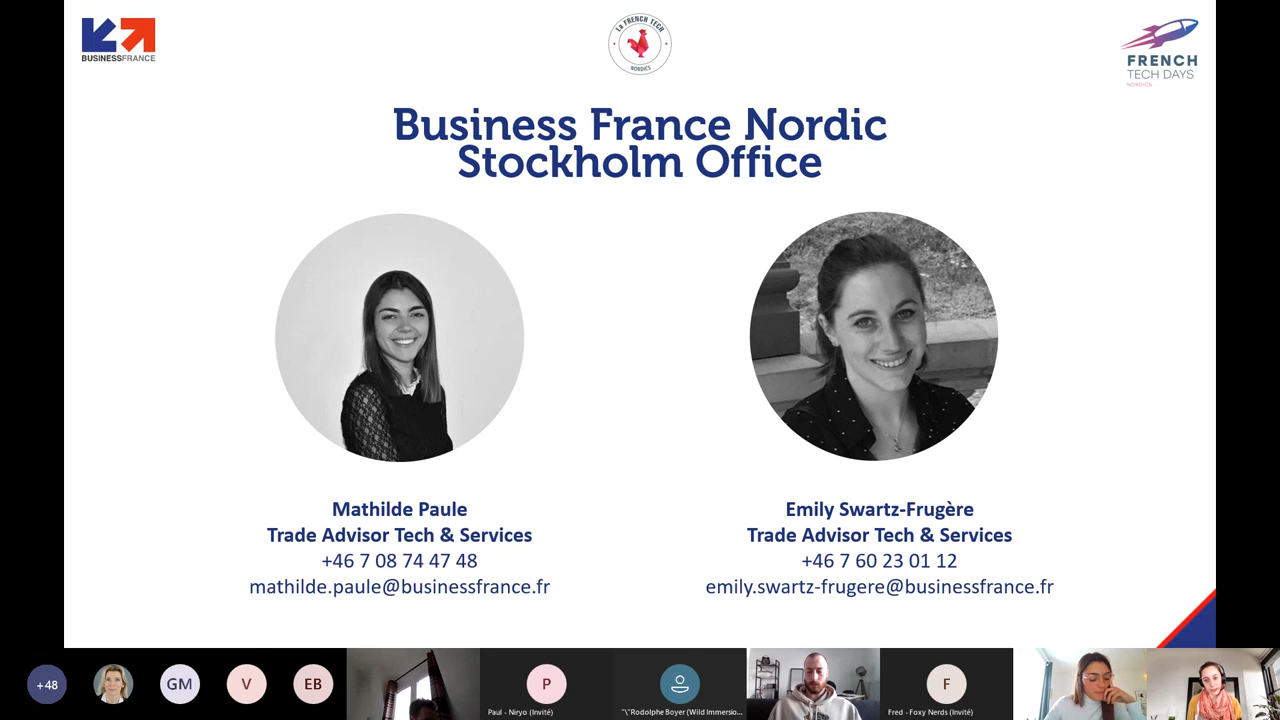 BUSINESSFRANCE
La FRENCH TECH
NORDICS
FRENCH
TECH DAYS
NORDICS
Business France Nordic
Stockholm Office
Mathilde Paule
Trade Advisor Tech & Services
+46 7 08 74 47 48
mathilde.paule@businessfrance.fr
Emily Swartz-Frugère
Trade Advisor Tech & Services
+46 7 60 23 01 12
emily.swartz-frugere@businessfrance.fr
+48
GM
V
EB
P
Paul - Niryo (Invité)
"\"Rodolphe Boyer (Wild Immersio...
F
Fred - Foxy Nerds (Invité)